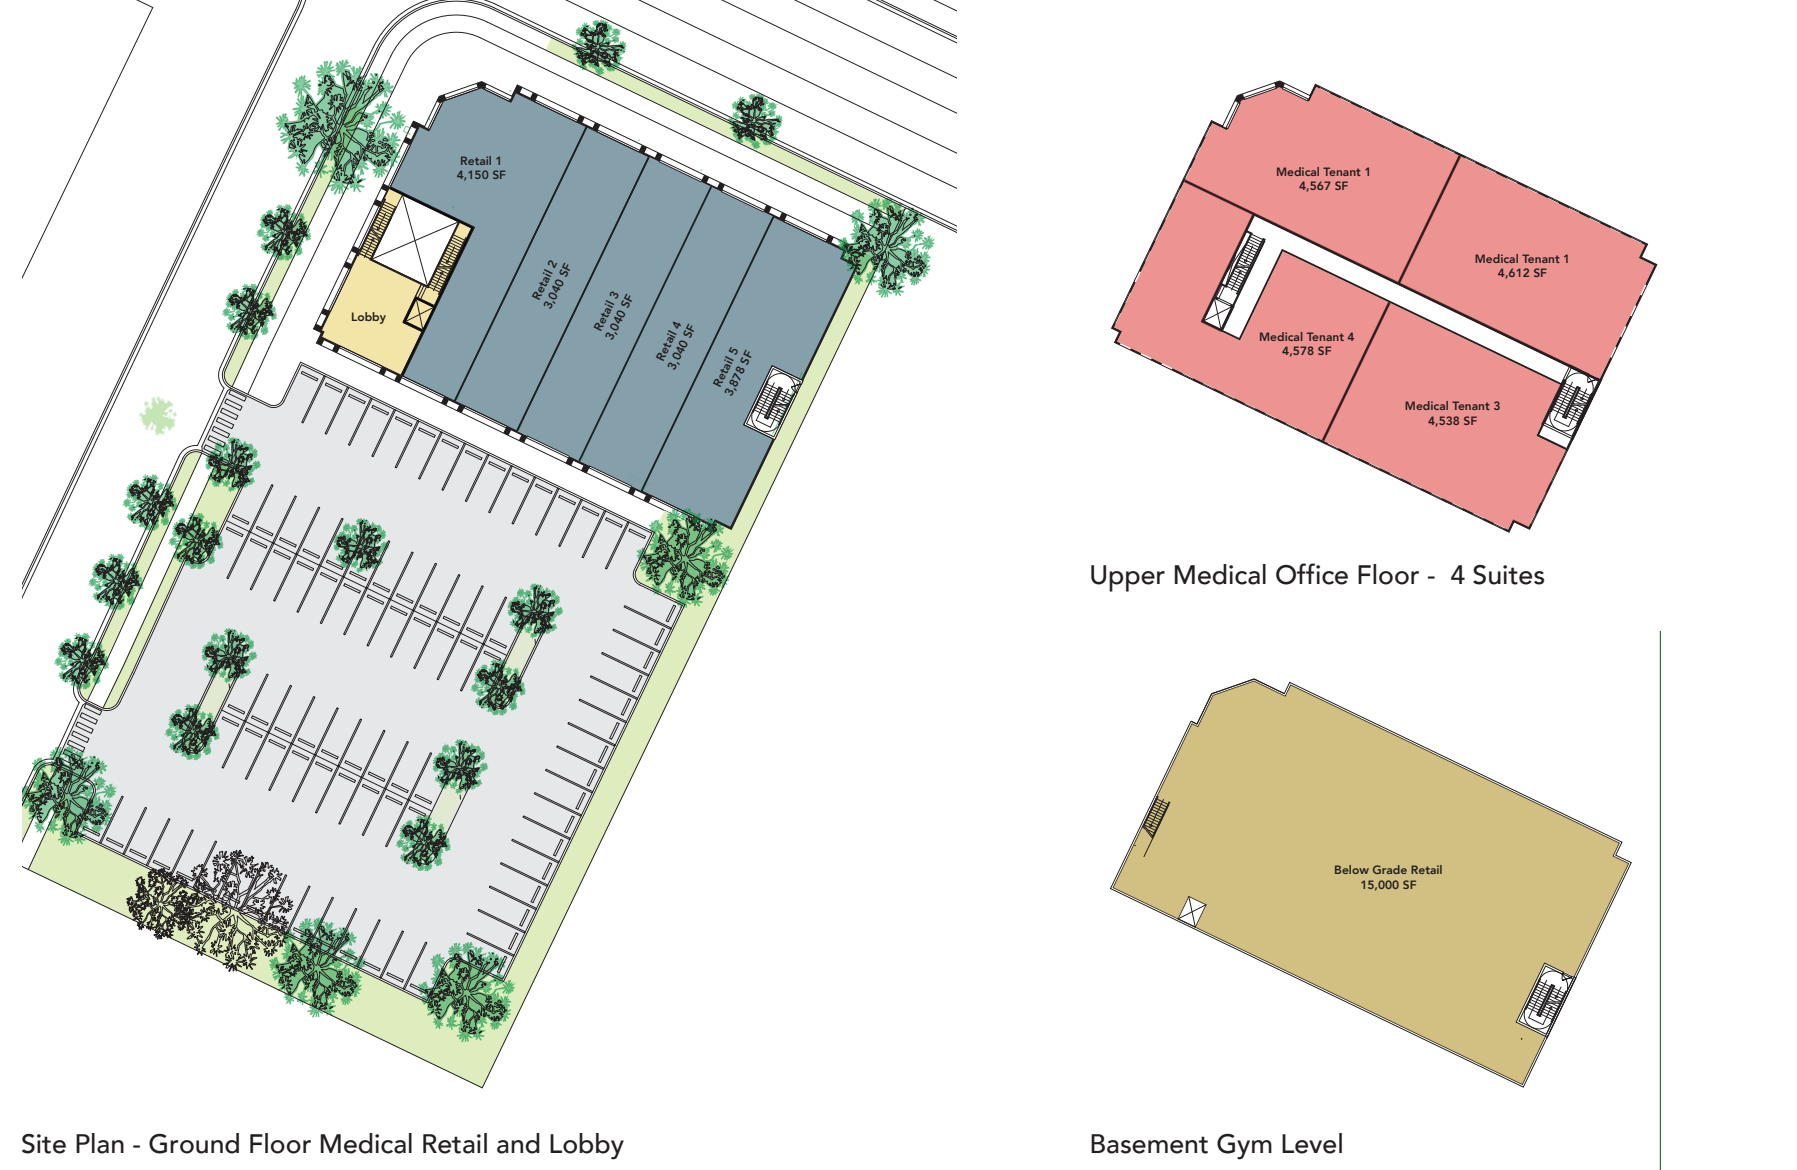 Retail 1
4,150 SF
Retail 2
3,040 SF
Retail 3
3,040 SF
Retail 4
3,040 SF
Retail 5
3,878 SF
Lobby
Site Plan - Ground Floor Medical Retail and Lobby
Medical Tenant 1
4,567 SF
Medical Tenant 1
4,612 SF
Medical Tenant 4
4,578 SF
Medical Tenant 3
4,538 SF
Upper Medical Office Floor -  4 Suites
Below Grade Retail
15,000 SF
Basement Gym Level